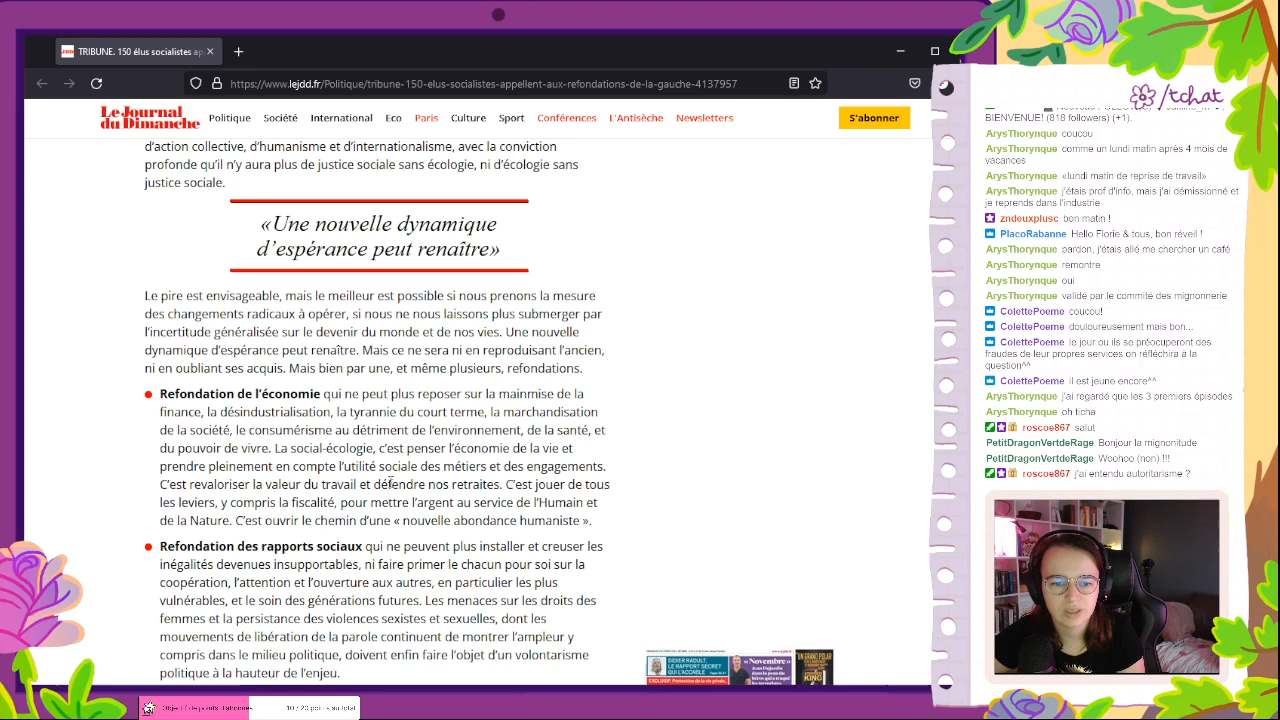 TRIBUNE. 150 élus socialistes ap
https://www.lejdd.fr/politique/tribune-150-elus-socialistes-appellent-aux-refondations-de-la-gauche-4137957
Le Journal
du Dimanche
Politique Société International Économie Culture Sport Conférences L'Antisèche Newsletters
S'abonner
d'action collective, d'humanisme, d'internationalisme, avec la conviction
profonde qu'il n'y aura plus de justice sociale sans écologie, ni d'écologie sans
justice sociale.
«Une nouvelle dynamique
d'espérance peut renaître»
Le pire est envisageable, mais le meilleur est possible si nous prenons la mesure
des changements radicaux à opérer, si nous ne nous laissons plus submerger par
l'incertitude généralisée sur le devenir du monde et de nos vies. Une nouvelle
dynamique d'espérance peut renaître. Mais ce ne sera ni en reproduisant l'ancien,
ni en oubliant ses acquis. Mais bien par une, et même plusieurs, refondations.
Refondation de l'économie qui ne peut plus reposer sur la mainmise de la
finance, la désindustrialisation, la tyrannie du court terme, la marchandisation
de la société, le consumérisme au détriment de l'environnement, de la santé, et
du pouvoir de vivre. La social-écologie c'est penser l'économie de la vie et
prendre pleinement en compte l'utilité sociale des métiers et des engagements.
C'est revaloriser la valeur travail en défendre nos retraites. C'est jouer de tous
les leviers, y compris la fiscalité, pour mettre l'argent au service de l'Humain et
de la Nature. C'est ouvrir le chemin d'une « nouvelle abondance humaniste ».
Refondation des rapports sociaux qui ne peuvent plus installer et creuser les
inégalités devenues insupportables, ni faire primer le chacun pour soi sur la
coopération, l'attention et l'ouverture aux autres, en particulier les plus
vulnérables, et le soin des générations futures. Les menaces sur les droits des
femmes et la persistance des violences sexistes et sexuelles, dont les
mouvements de libération de la parole continuent de montrer l'ampleur y
compris dans le milieu politique, doivent enfin faire l'objet d'un volontarisme
politique à la hauteur des enjeux.
DIDIER RAOULT,
LE RAPPORT SECRET
QUI L'ACCABLE
« Novembre »
UN GRAND POLAR
KING
/tchat
BIENVENUE! (818 followers) (+1).
ArysThorynque coucou
ArysThorynque comme un lundi matin après 4 mois de
vacances
ArysThorynque «lundi matin de reprise de travail»
ArysThorynque j'étais prof d'info, mais j'ai démissionné et
je reprends dans l'industrie
zndeuxplusc bon matin !
PlacoRabanne Hello Florie & tous, bon réveil !
ArysThorynque pardon, j'étais allé me chercher un café
ArysThorynque remontre
ArysThorynque oui
ArysThorynque validé par le committé des mignonnerie
ColettePoeme coucou!
ColettePoeme douloureusement mais bon...
ColettePoeme le jour ou ils se préoccuperont des
fraudes de leur propres services on réfléchira à la
question^^
ColettePoeme il est jeune encore^^
ArysThorynque j'ai regardé que les 3 premiers épisodes
ArysThorynque oh ticha
roscoe867 salut
PetitDragonVertdeRage Bonjour la mignonitude
PetitDragonVertdeRage Woohoo (non) !!!
roscoe867 j'ai entendu autoritarisme ?